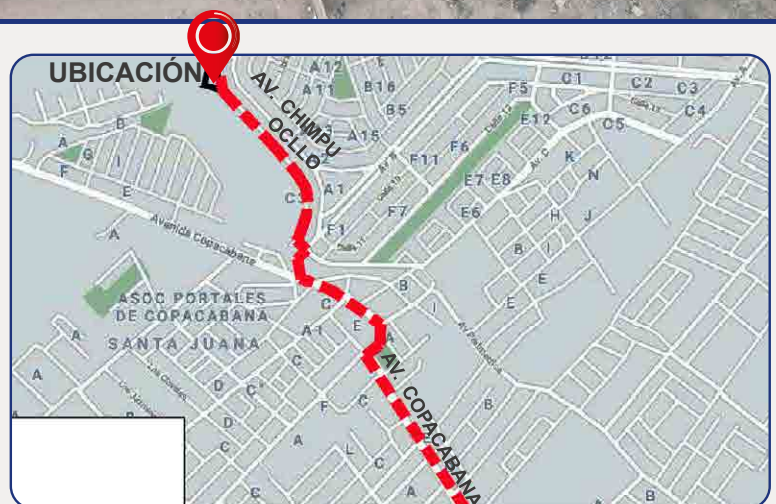 UBICACIÓN
AV. CHIMPU
OCLLO
A12
A11
B16
B5
A15
F5
C1
C2
C3
C4
C6
C5
E12
F6
F11
Av. C
K
N
E7
E8
E6
F7
F1
A1
H
J
B
I
E
E
A
B
G
I
F
E
Avenida Copacabana
A
ASOC PORTALES
DE COPACABANA
SANTA JUANA
C
A1
E
B
I
A
A
D
C
D
C
F
C
A
L
C
A
C
B
AV. COPACABANA
B